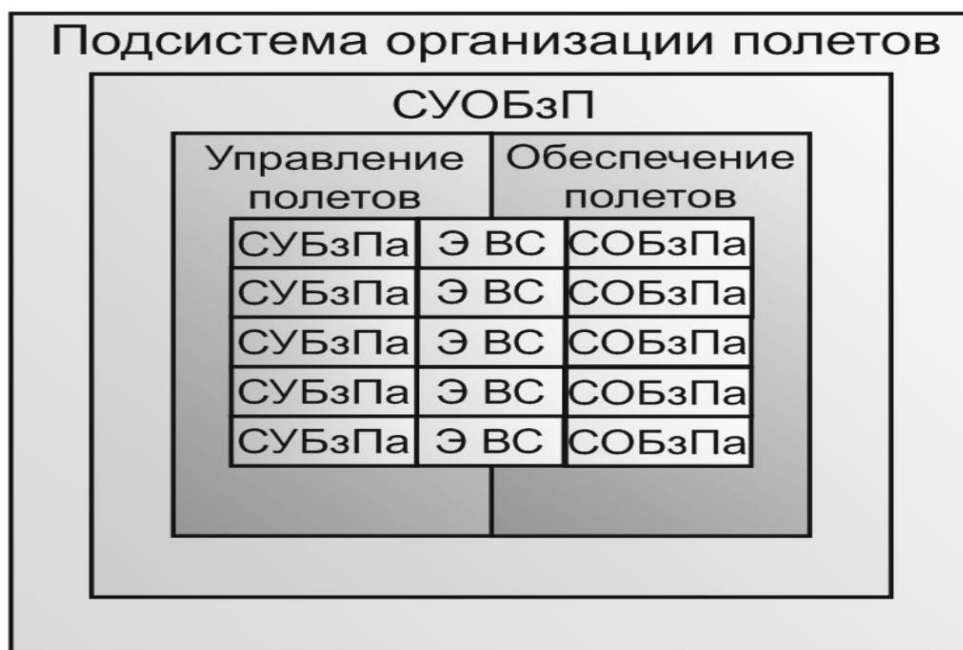 Подсистема организации полетов
СУОБзП
Управление
полетов
Обеспечение
полетов
СУБзПа Э ВС СОБзПа
СУБзПа Э ВС СОБзПа
СУБзПа Э ВС СОБзПа
СУБзПа Э ВС СОБзПа
СУБзПа Э ВС СОБзПа